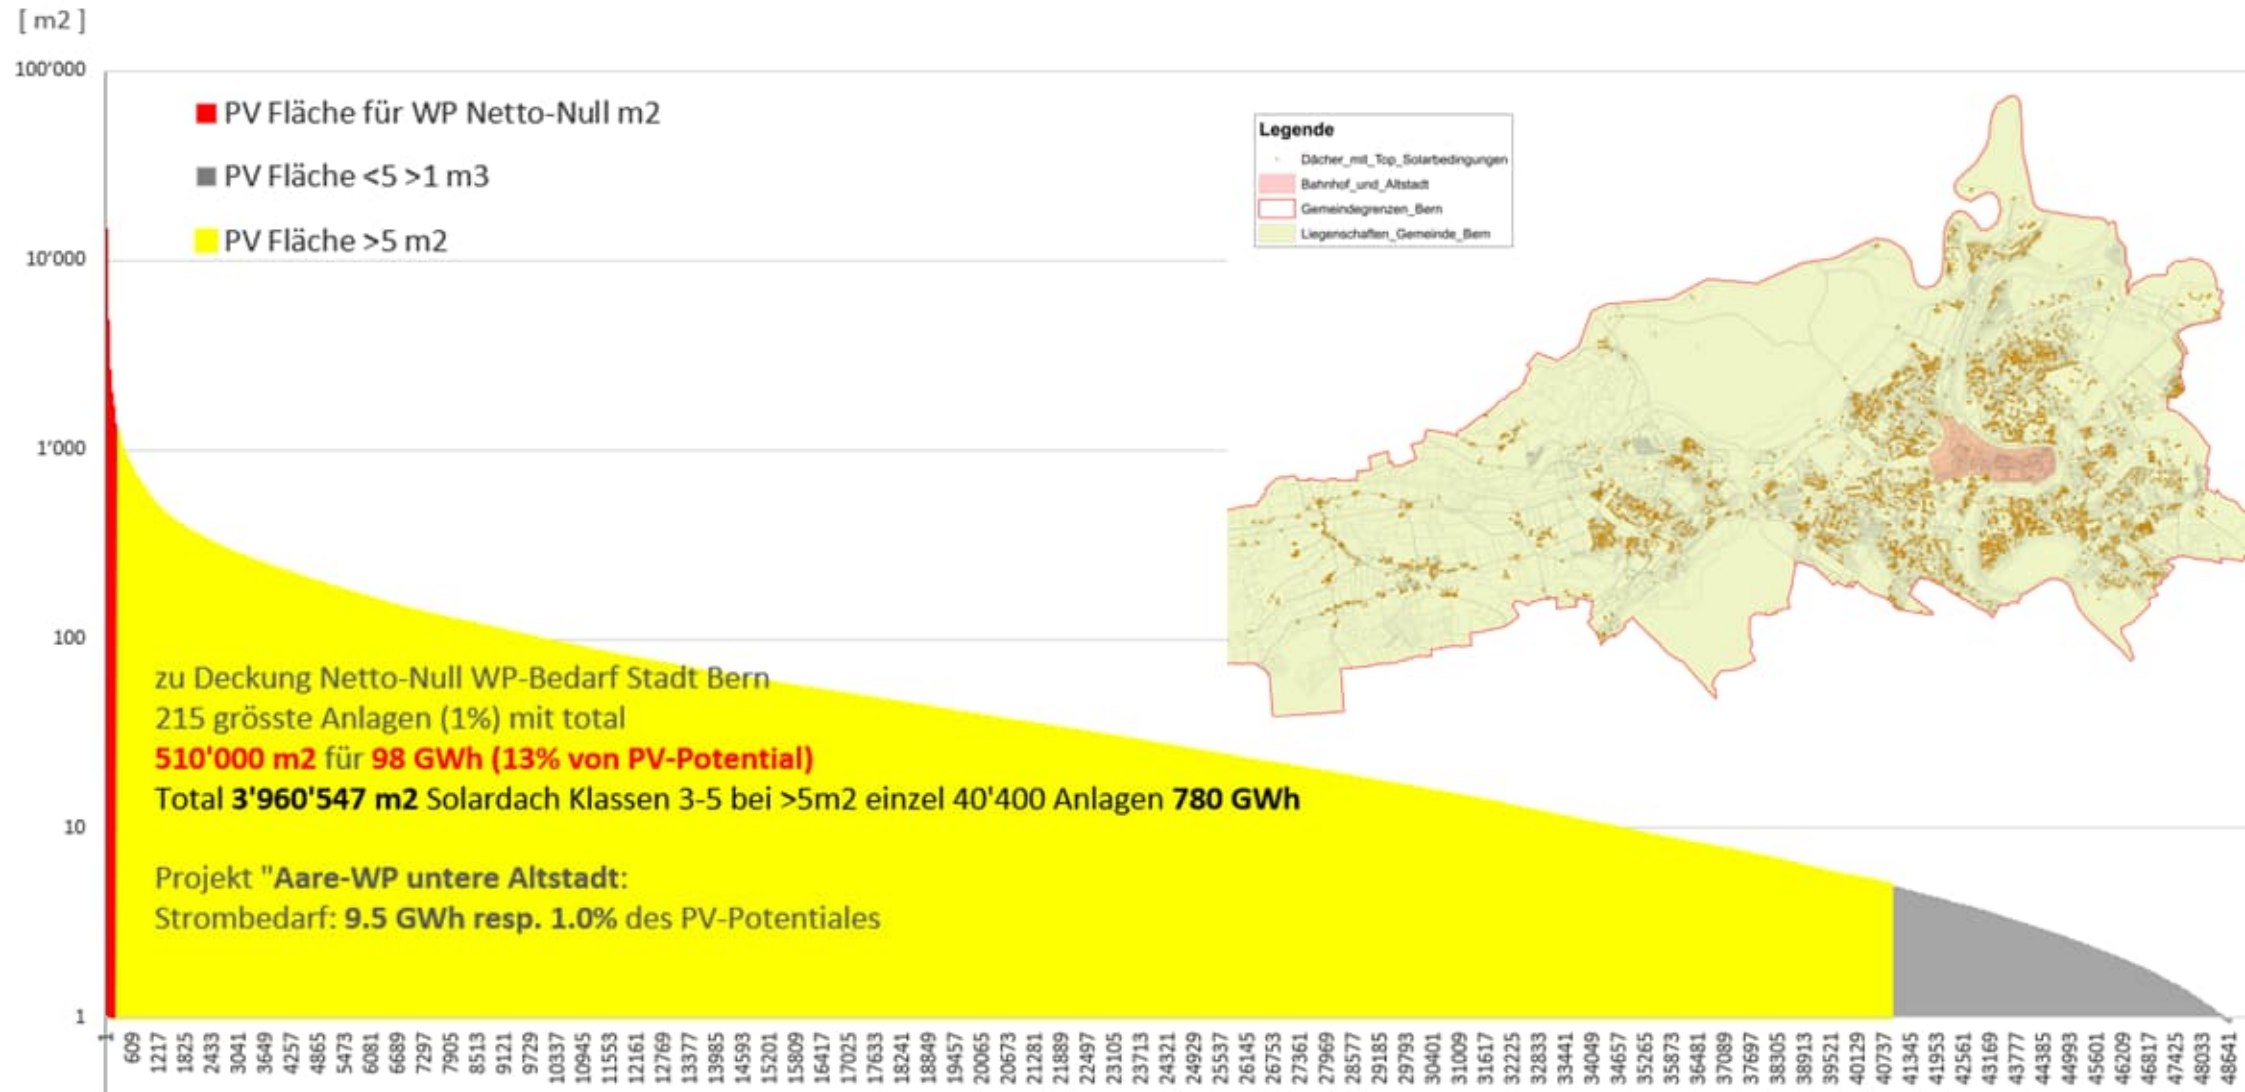 [ m2 ]
100'000
10'000
1'000
100
10
1
PV Fläche für WP Netto-Null m2
PV Fläche <5 >1 m3
PV Fläche >5 m2
Legende
Dächer_mit_Top_Solarbedingungen
Bahnhof_und_Altstadt
Gemeindegrenzen_Bern
Liegenschaften_Gemeinde_Bern
zu Deckung Netto-Null WP-Bedarf Stadt Bern
215 grösste Anlagen (1%) mit total
510'000 m2 für 98 GWh (13% von PV-Potential)
Total 3'960'547 m2 Solardach Klassen 3-5 bei >5m2 einzel 40'400 Anlagen 780 GWh
Projekt "Aare-WP untere Altstadt:
Strombedarf: 9.5 GWh resp. 1.0% des PV-Potentiales
1 609 1217 1825 2433 3041 3649 4257 4865 5473 6081 6689 7297 7905 8513 9121 9729 10337 10945 11553 12161 12769 13377 13985 14593 15201 15809 16417 17025 17633 18241 18849 19457 20065 20673 21281 21889 22497 23105 23713 24321 24929 25537 26145 26753 27361 27969 28577 29185 29793 30401 31009 31617 32225 32833 33441 34049 34657 35265 35873 36481 37089 37697 38305 38913 39521 40129 40737 41345 41953 42561 43169 43777 44385 44993 45601 46209 46817 47425 48033 48641